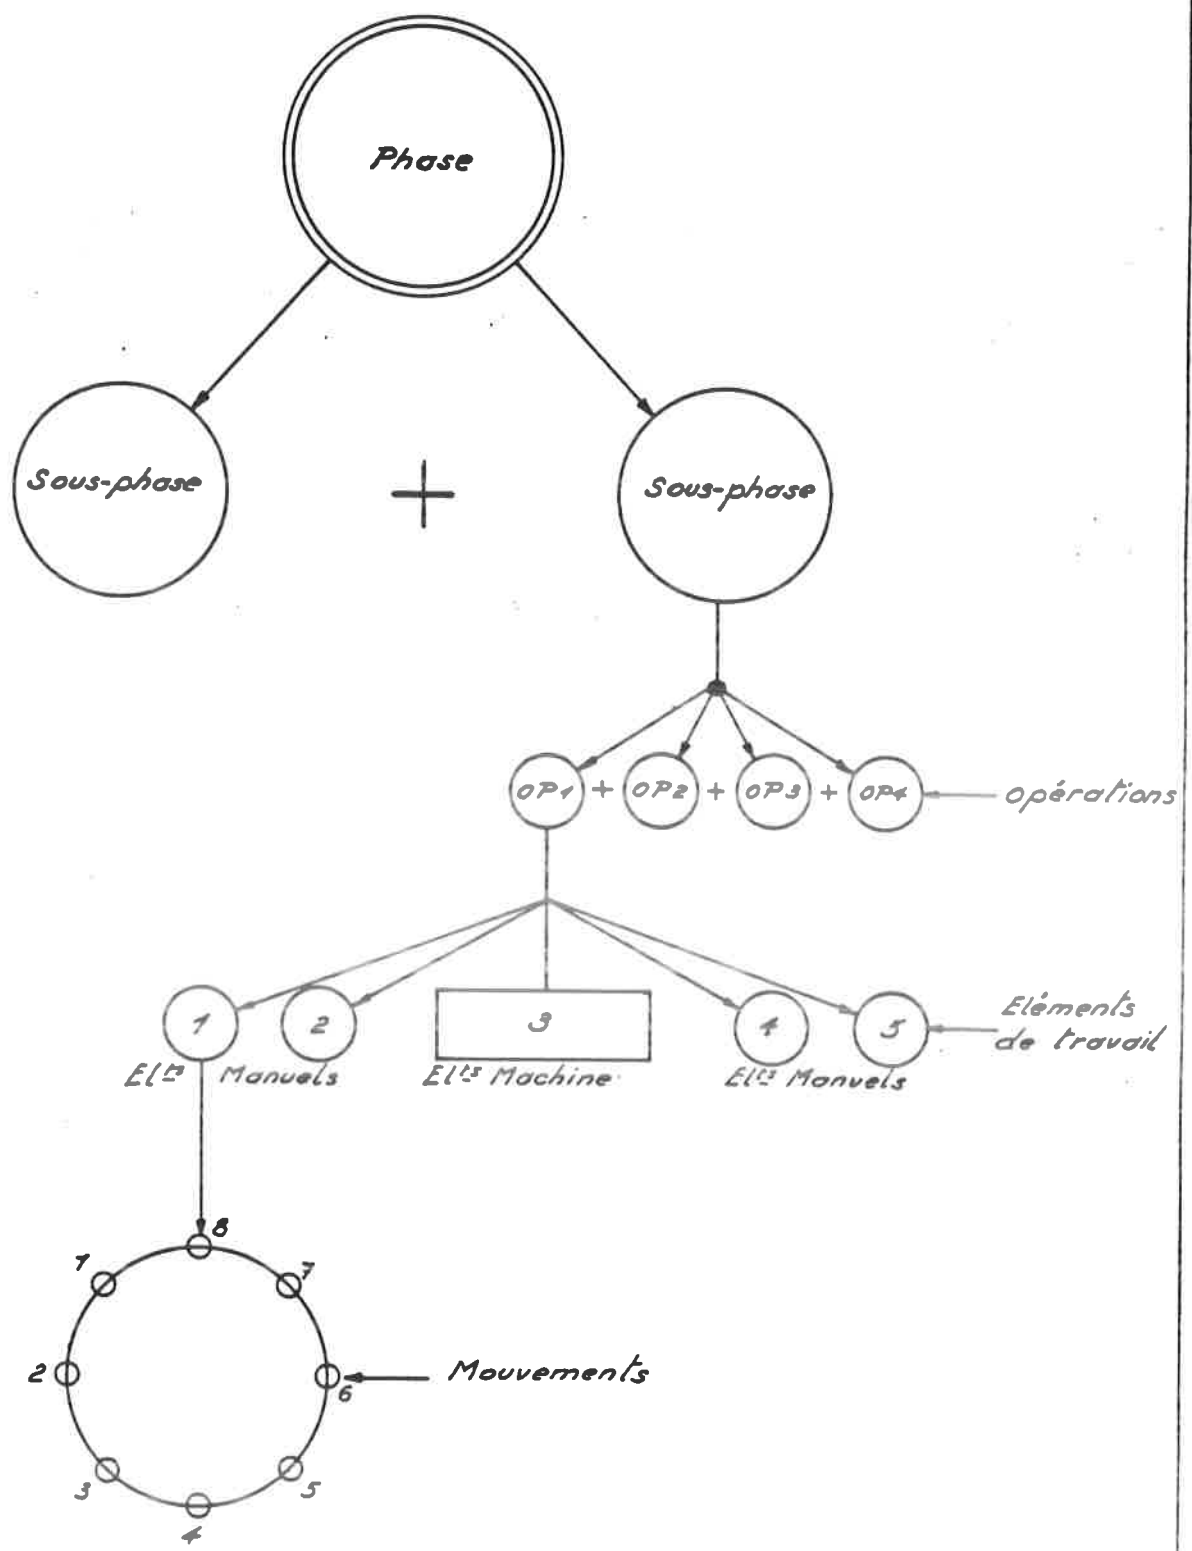 Phase
Sous-phase
+
Sous-phase
OP1 + OP2 + OP3 + OP4
opérations
1
2
3
4
5
Eléments
de travail
Elts Manuels
Elts Machine
Elts Manuels
8
1
7
2
Mouvements
6
3
5
4